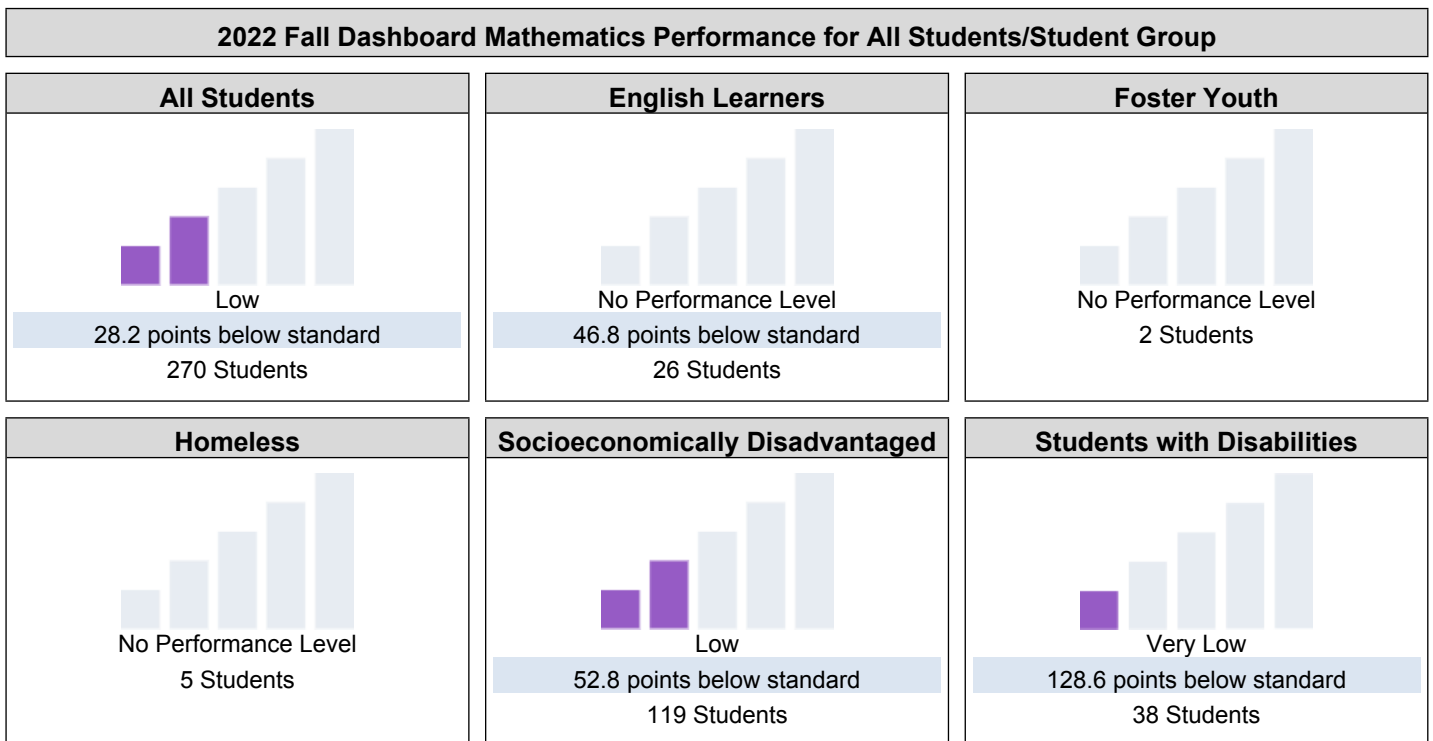 2022 Fall Dashboard Mathematics Performance for All Students/Student Group
All Students
Low
28.2 points below standard
270 Students
English Learners
No Performance Level
46.8 points below standard
26 Students
Foster Youth
No Performance Level
2 Students
Homeless
No Performance Level
5 Students
Socioeconomically Disadvantaged
Low
52.8 points below standard
119 Students
Students with Disabilities
Very Low
128.6 points below standard
38 Students